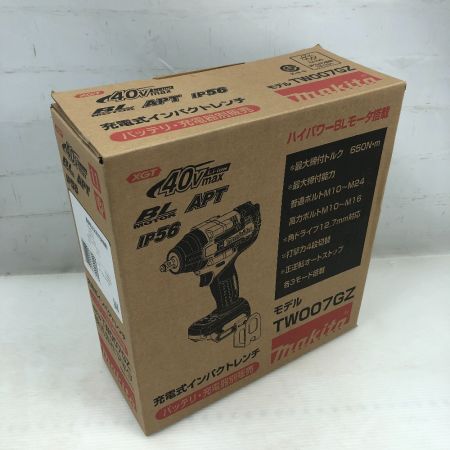 XGT 40Vmax
BL MOTOR APT IP56
充電式インパクトレンチ
バッテリ・充電器別販売
モデル TW007GZ
makita
XGT
40Vmax
BL MOTOR APT
IP56
充電式インパクトレンチ
バッテリ・充電器別販売
ハイパワーBLモータ搭載
＊最大締付トルク 550N・m
＊最大締付能力
普通ボルトM10～M24
高力ボルトM10～M16
＊角ドライブ12.7mm対応
＊打撃力4段切替
＊正逆転オートストップ
各3モード搭載
モデル
TW007GZ
makita